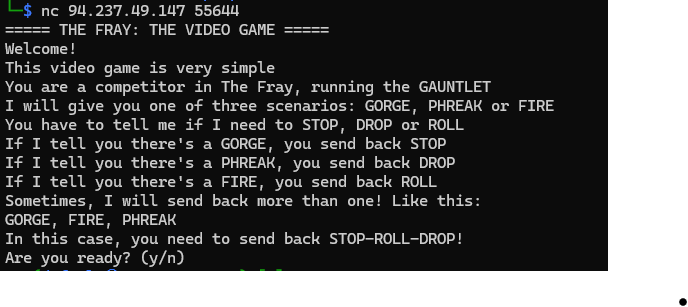 └─$ nc 94.237.49.147 55644
===== THE FRAY: THE VIDEO GAME =====
Welcome!
This video game is very simple
You are a competitor in The Fray, running the GAUNTLET
I will give you one of three scenarios: GORGE, PHREAK or FIRE
You have to tell me if I need to STOP, DROP or ROLL
If I tell you there's a GORGE, you send back STOP
If I tell you there's a PHREAK, you send back DROP
If I tell you there's a FIRE, you send back ROLL
Sometimes, I will send back more than one! Like this:
GORGE, FIRE, PHREAK
In this case, you need to send back STOP-ROLL-DROP!
Are you ready? (y/n)